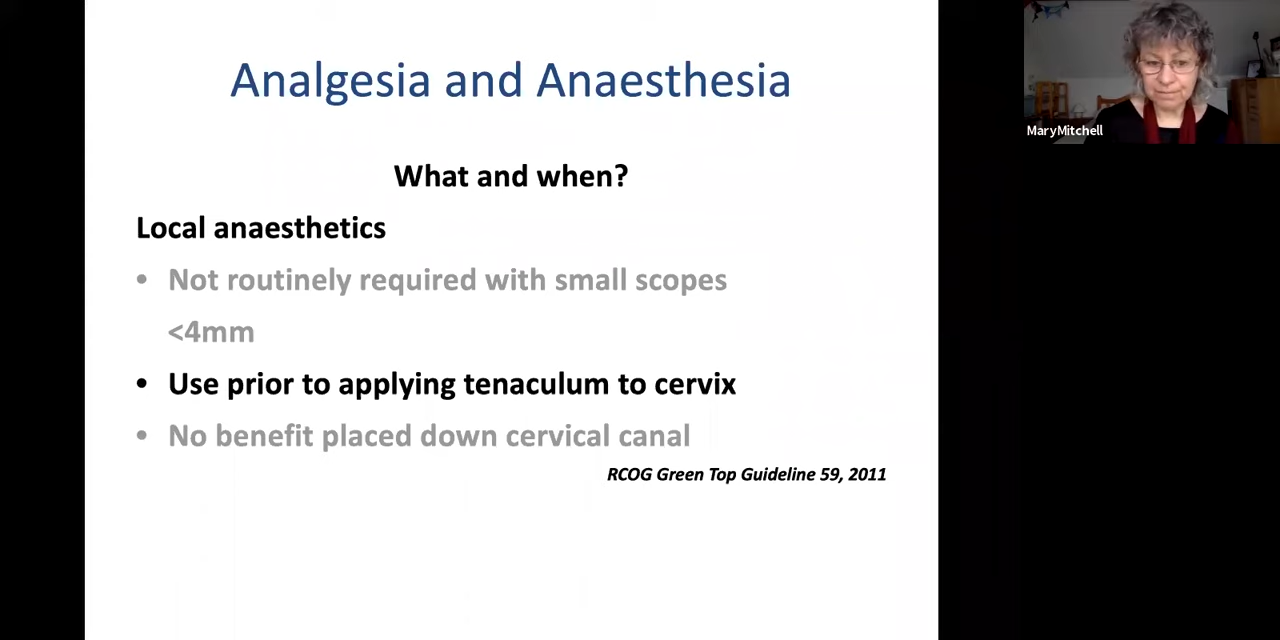 Analgesia and Anaesthesia
MaryMitchell
What and when?
Local anaesthetics
• Not routinely required with small scopes
<4mm
• Use prior to applying tenaculum to cervix
• No benefit placed down cervical canal
RCOG Green Top Guideline 59, 2011